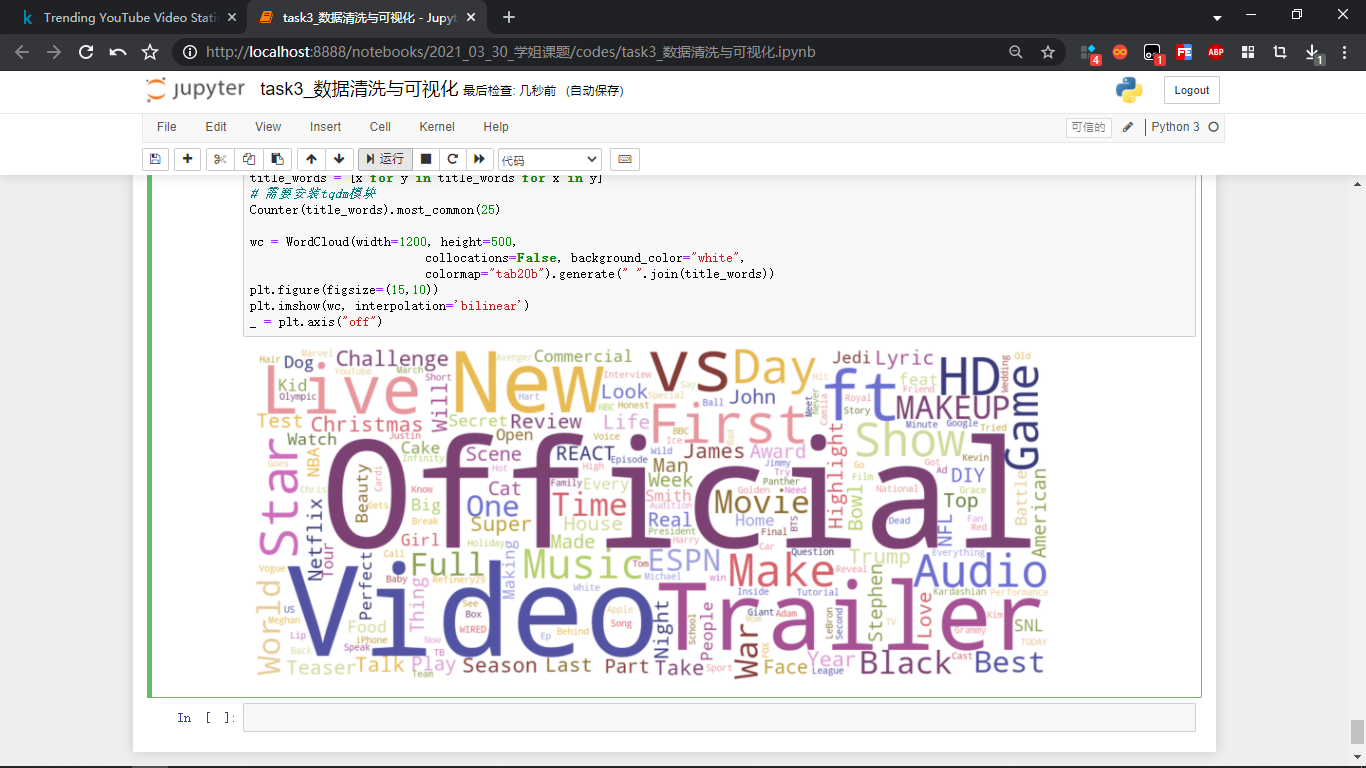 Trending YouTube Video Stati
task3_数据清洗与可视化 - Jupyt
http://localhost:8888/notebooks/2021_03_30_学姐课题/codes/task3_数据清洗与可视化.ipynb
4
1
FE
ABP
1
jupyter task3_数据清洗与可视化 最后检查: 几秒前 (自动保存)
Logout
File Edit View Insert Cell Kernel Help
可信的 Python 3
运行 代码
title_words = [x for y in title_words for x in y]
# 需要安装tqdm模块
Counter(title_words).most_common(25)
wc = WordCloud(width=1200, height=500,
collocations=False, background_color="white",
colormap="tab20b").generate(" ".join(title_words))
plt.figure(figsize=(15,10))
plt.imshow(wc, interpolation='bilinear')
_ = plt.axis("off")
Hair Dog Marvel Challenge Avenger Commercial VS Day Jedi Lyric HD Wedding Old
YouTube March Short New Interview Look Say Hit ft feat Friend Game
Kid Olympic Live Will Hart NBC Honest Special Ball John Meet Never Camila Royal Story MAKEUP
Test Christmas Secret Review Life First Minute Google Tried
Watch Justin Cake Open Voice BBC Bad Show
NBA Infinity Scene REACT Ice Wild James Award Highlight Go Got Kevin
Star Goes Beauty Cardi Hot High Episode Man Jimmy Try Film Ad DIY
Chris Know Cat Family Every Week Golden Panther Need Bowl National Grace Battle American
Netflix Gets Big One Time Smith Audition Movie Top
Official
Break Super House Real President Home BTS Dead NFL Fan Red
Tour Girl Holiday Made Harry Final Car Question Everything
Vogue Call Full Making Music Tom ESPN Make Trump Audio
Perfect Baby Refinery29 Michael win Reveal Kardashian
World US Thing White Inside Tutorial Stephen Performance
Meghan Video See Box Apple Night School Trailer Giant Adam LeBron Second Love Kim
Lip Food iPhone WIRED Song People Mom TV Grammy SNL
Back Speak Now TB Ep Behind War FOX TODAY
Teaser Talk Play Team Season Last Part Take Sport Face Year League Black Cast Best
In [ ]: